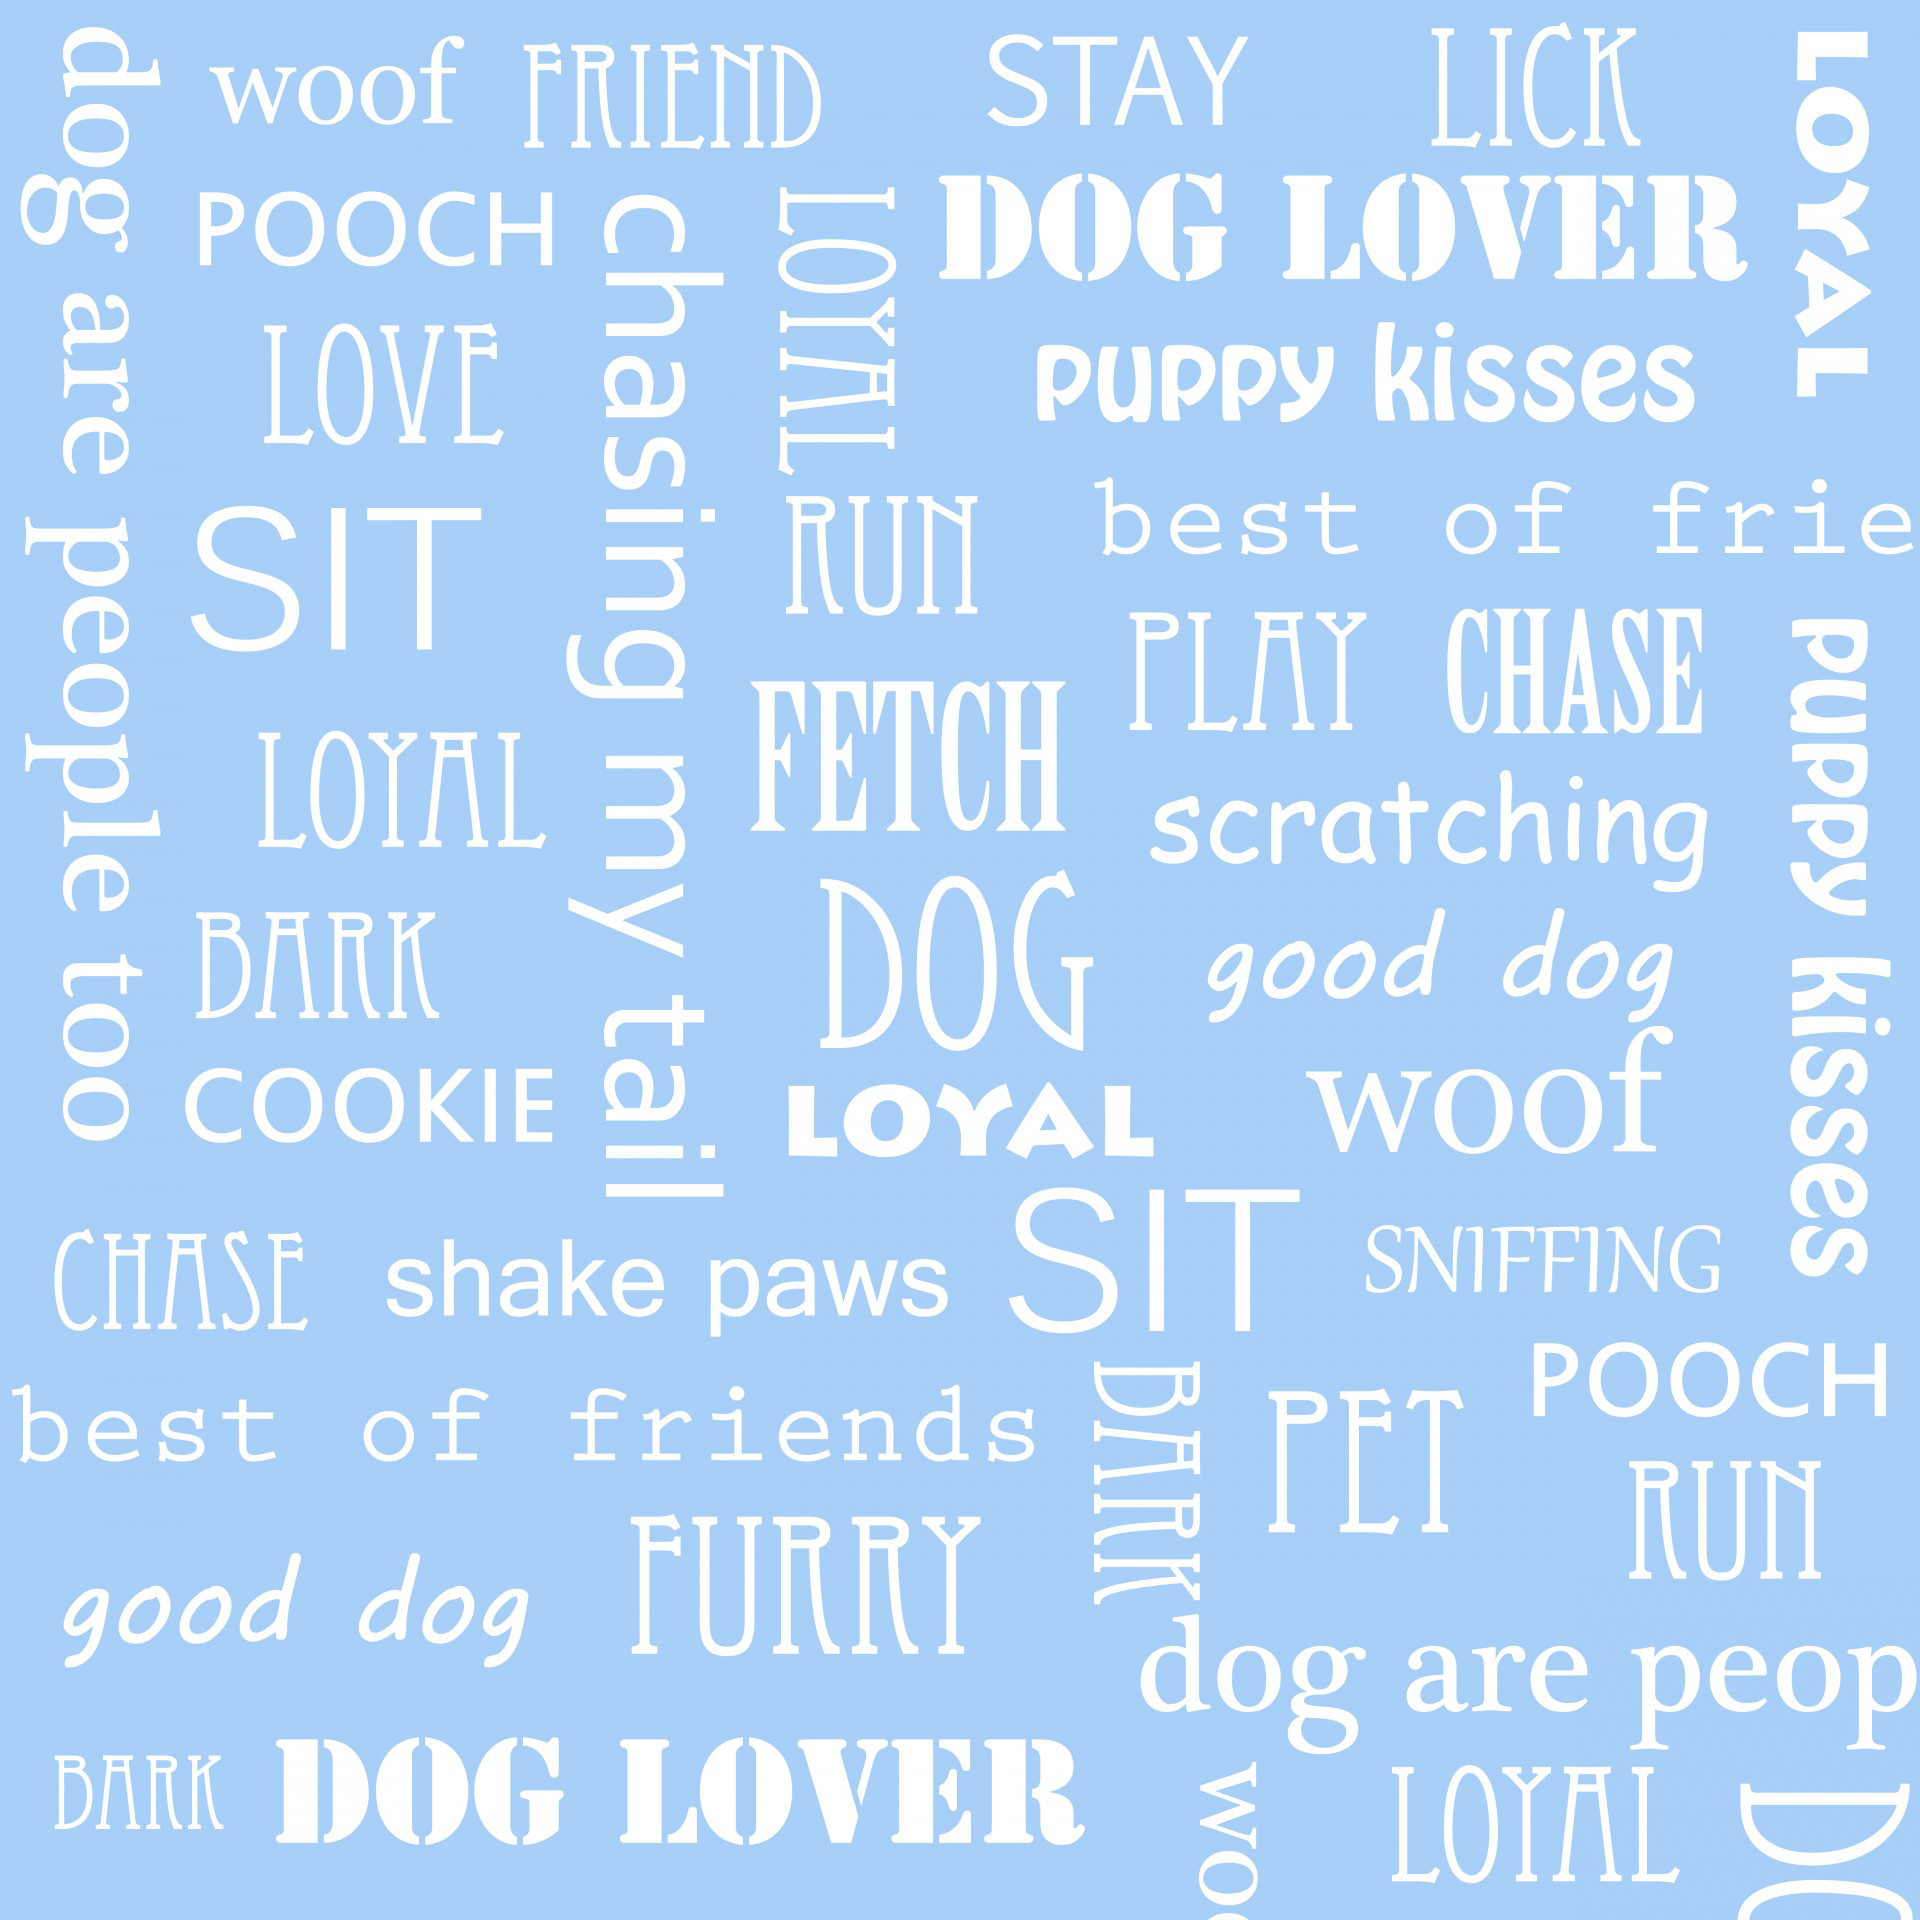 dog are people too
woof
FRIEND
STAY
LICK
LOYAL
POOCH
chasing my tail
LOYAL
DOG LOVER
LOVE
puppy kisses
SIT
RUN
best of frie
PLAY
CHASE
puppy kisses
FETCH
LOYAL
scratching
DOG
BARK
good dog
COOKIE
LOYAL
woof
CHASE
shake paws
SIT
SNIFFING
best of friends
BARK
PET
POOCH
RUN
good dog
FURRY
dog are peop
BARK
DOG LOVER
woo
LOYAL
DO